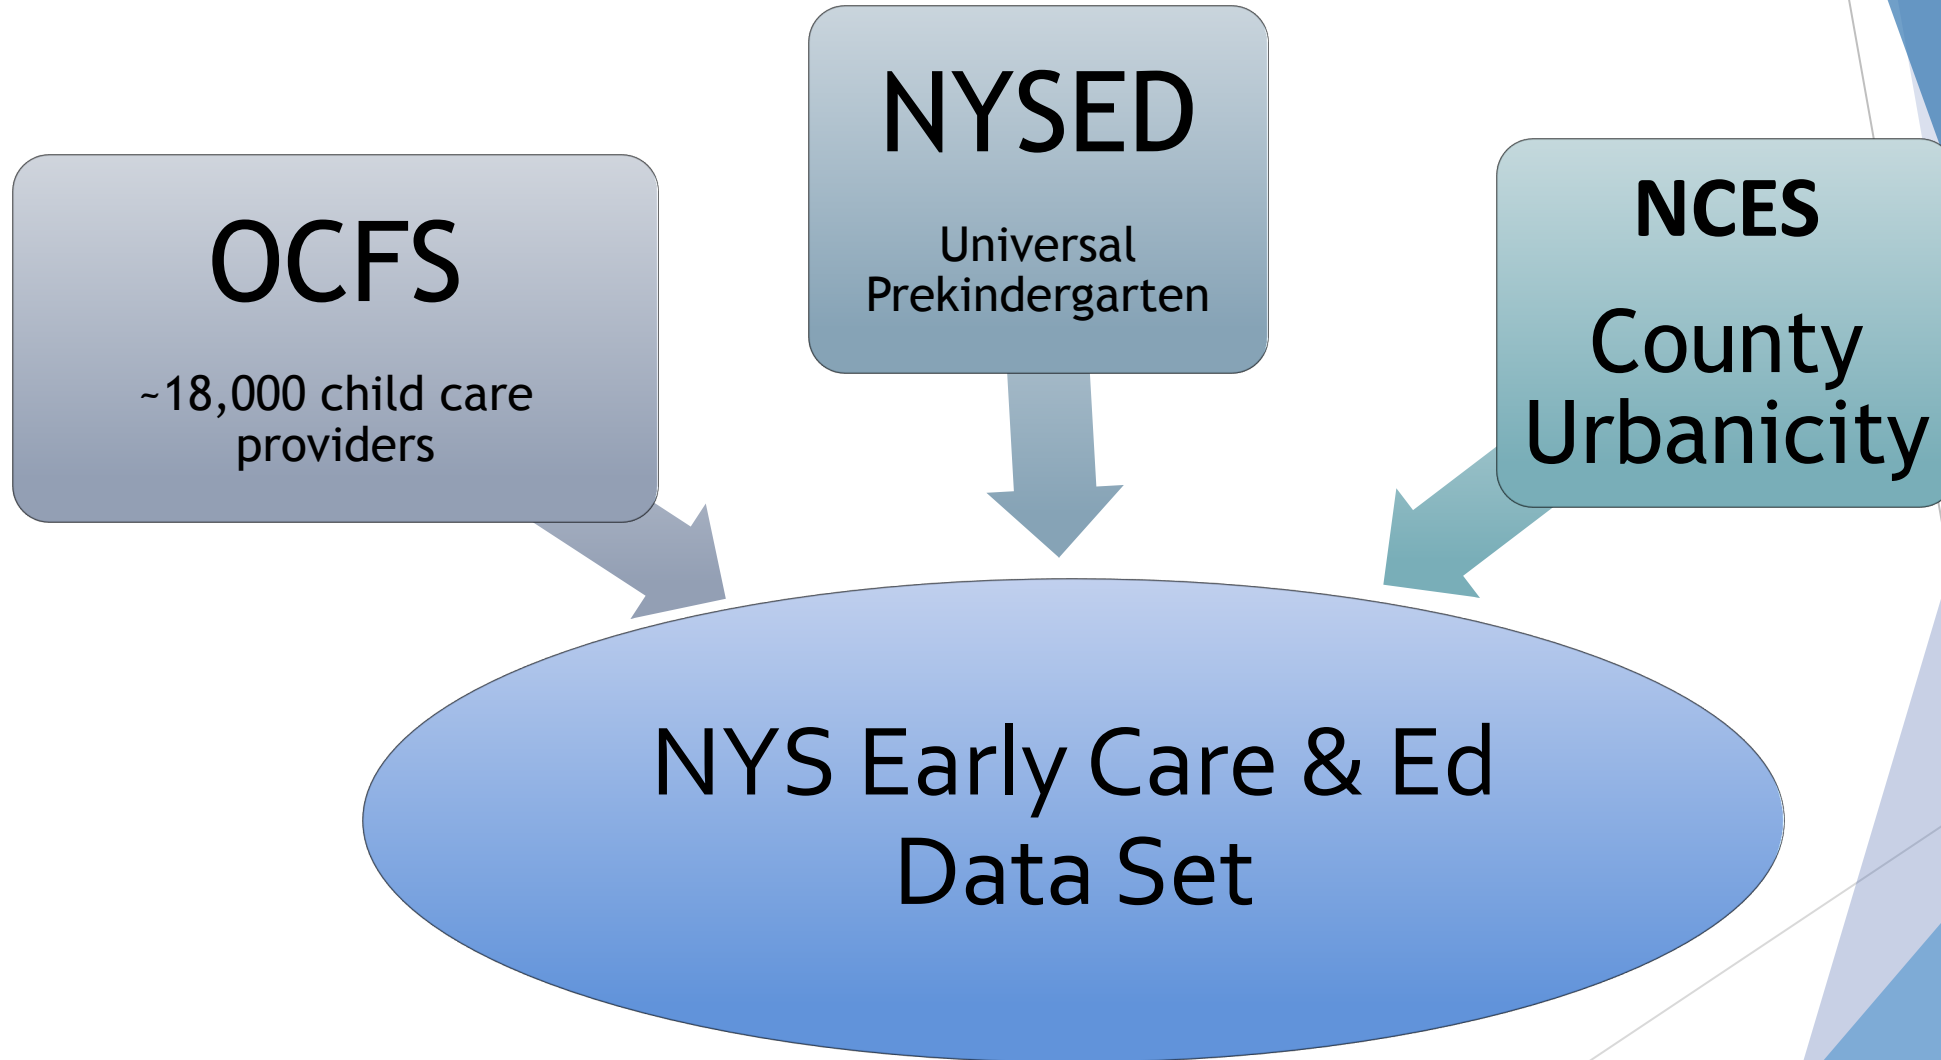 OCFS
~18,000 child care
providers
NYSED
Universal
Prekindergarten
NCES
County
Urbanicity
NYS Early Care & Ed
Data Set